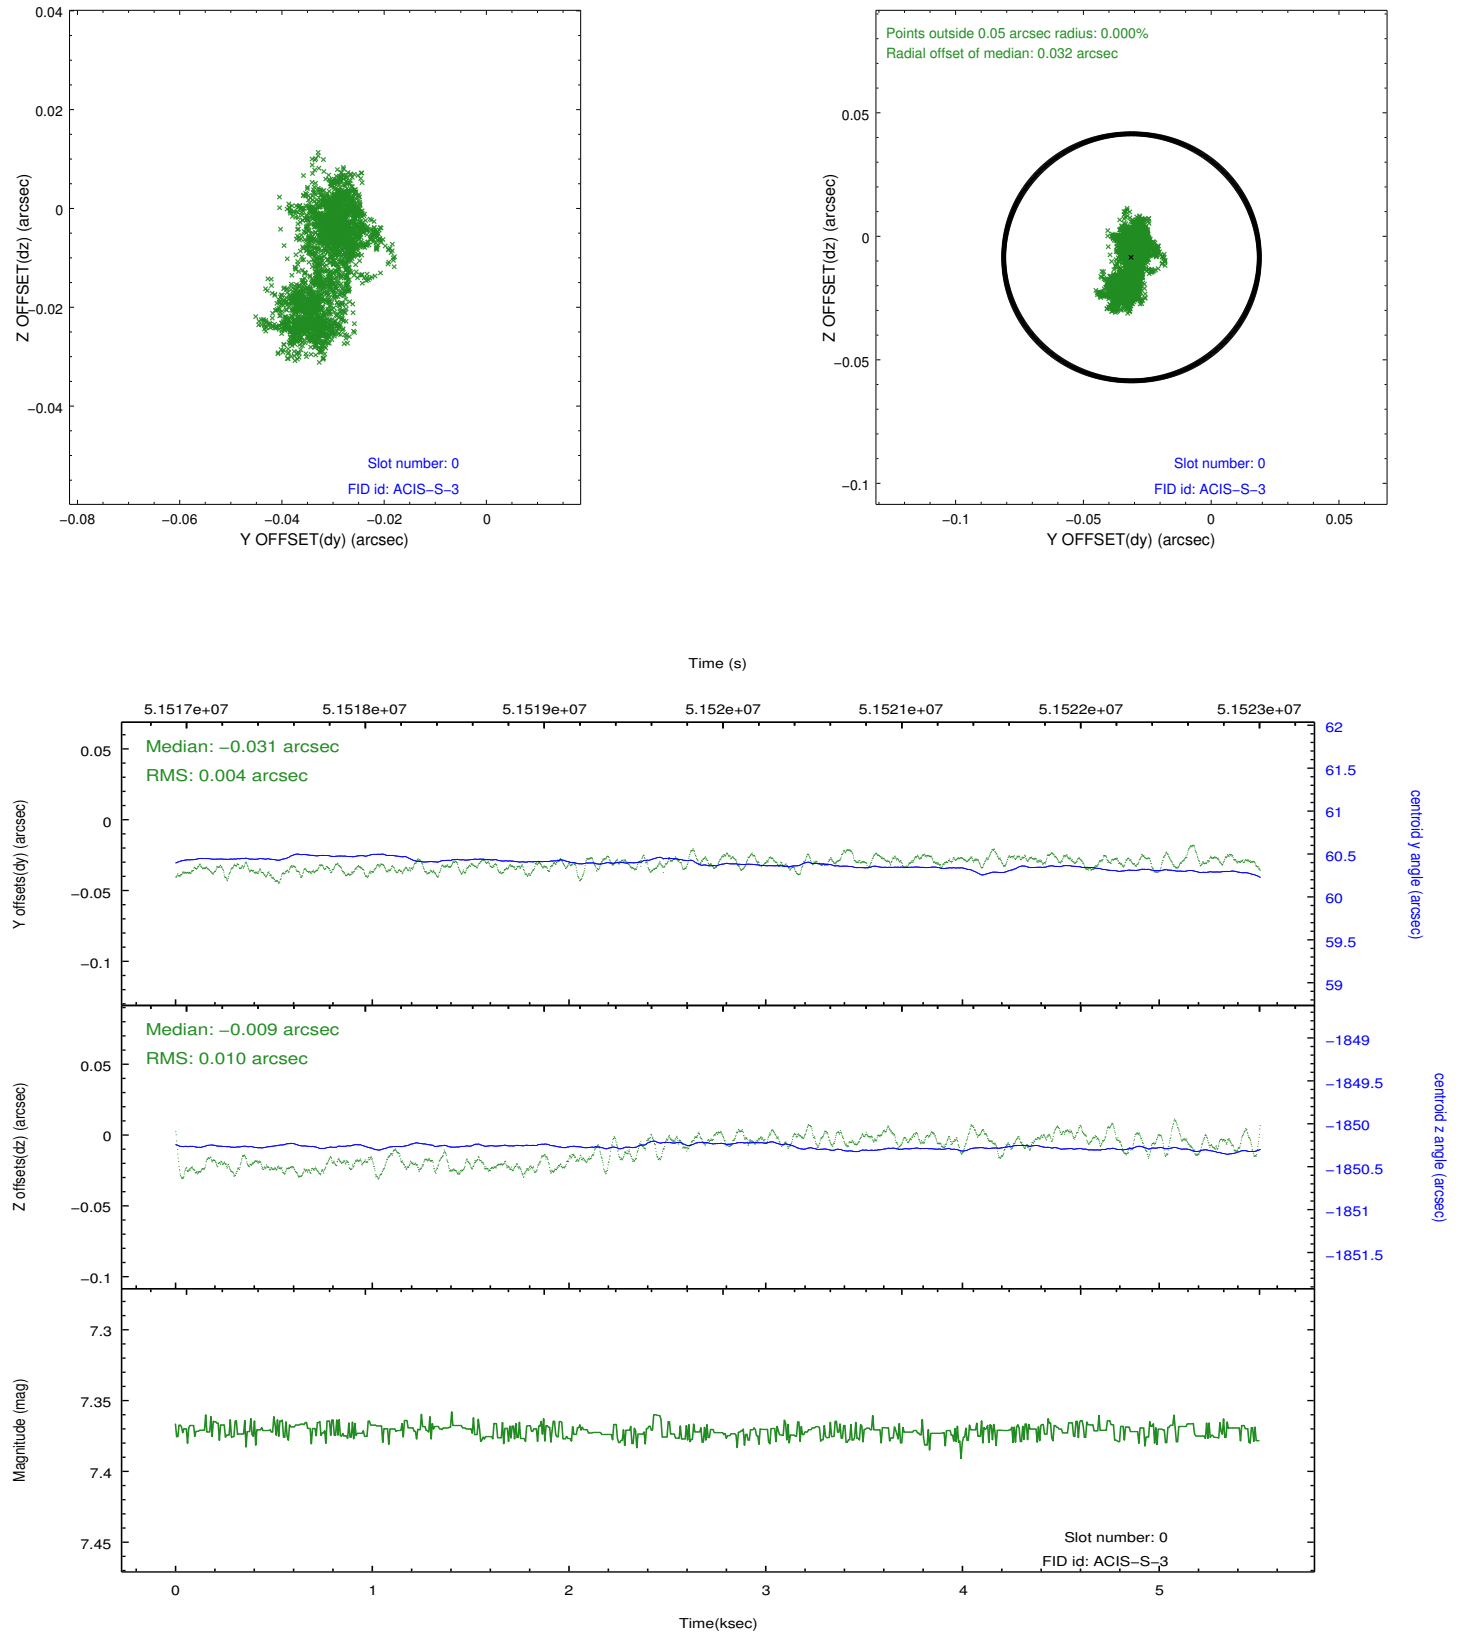 0.04
0.02
0
−0.02
−0.04
Z OFFSET(dz) (arcsec)
Slot number: 0
FID id: ACIS−S−3
−0.08 −0.06 −0.04 −0.02 0
Y OFFSET(dy) (arcsec)
Points outside 0.05 arcsec radius: 0.000%
Radial offset of median: 0.032 arcsec
0.05
0
−0.05
−0.1
Z OFFSET(dz) (arcsec)
Slot number: 0
FID id: ACIS−S−3
−0.1 −0.05 0 0.05
Y OFFSET(dy) (arcsec)
Time (s)
5.1517e+07 5.1518e+07 5.1519e+07 5.152e+07 5.1521e+07 5.1522e+07 5.1523e+07
Median: −0.031 arcsec
RMS: 0.004 arcsec
0.05
0
−0.05
−0.1
Y offsets(dy) (arcsec)
62
61.5
61
60.5
60
59.5
59
centroid y angle (arcsec)
Median: −0.009 arcsec
RMS: 0.010 arcsec
0.05
0
−0.05
−0.1
Z offsets(dz) (arcsec)
−1849
−1849.5
−1850
−1850.5
−1851
−1851.5
centroid z angle (arcsec)
7.3
7.35
7.4
7.45
Magnitude (mag)
Slot number: 0
FID id: ACIS−S−3
0 1 2 3 4 5
Time(ksec)